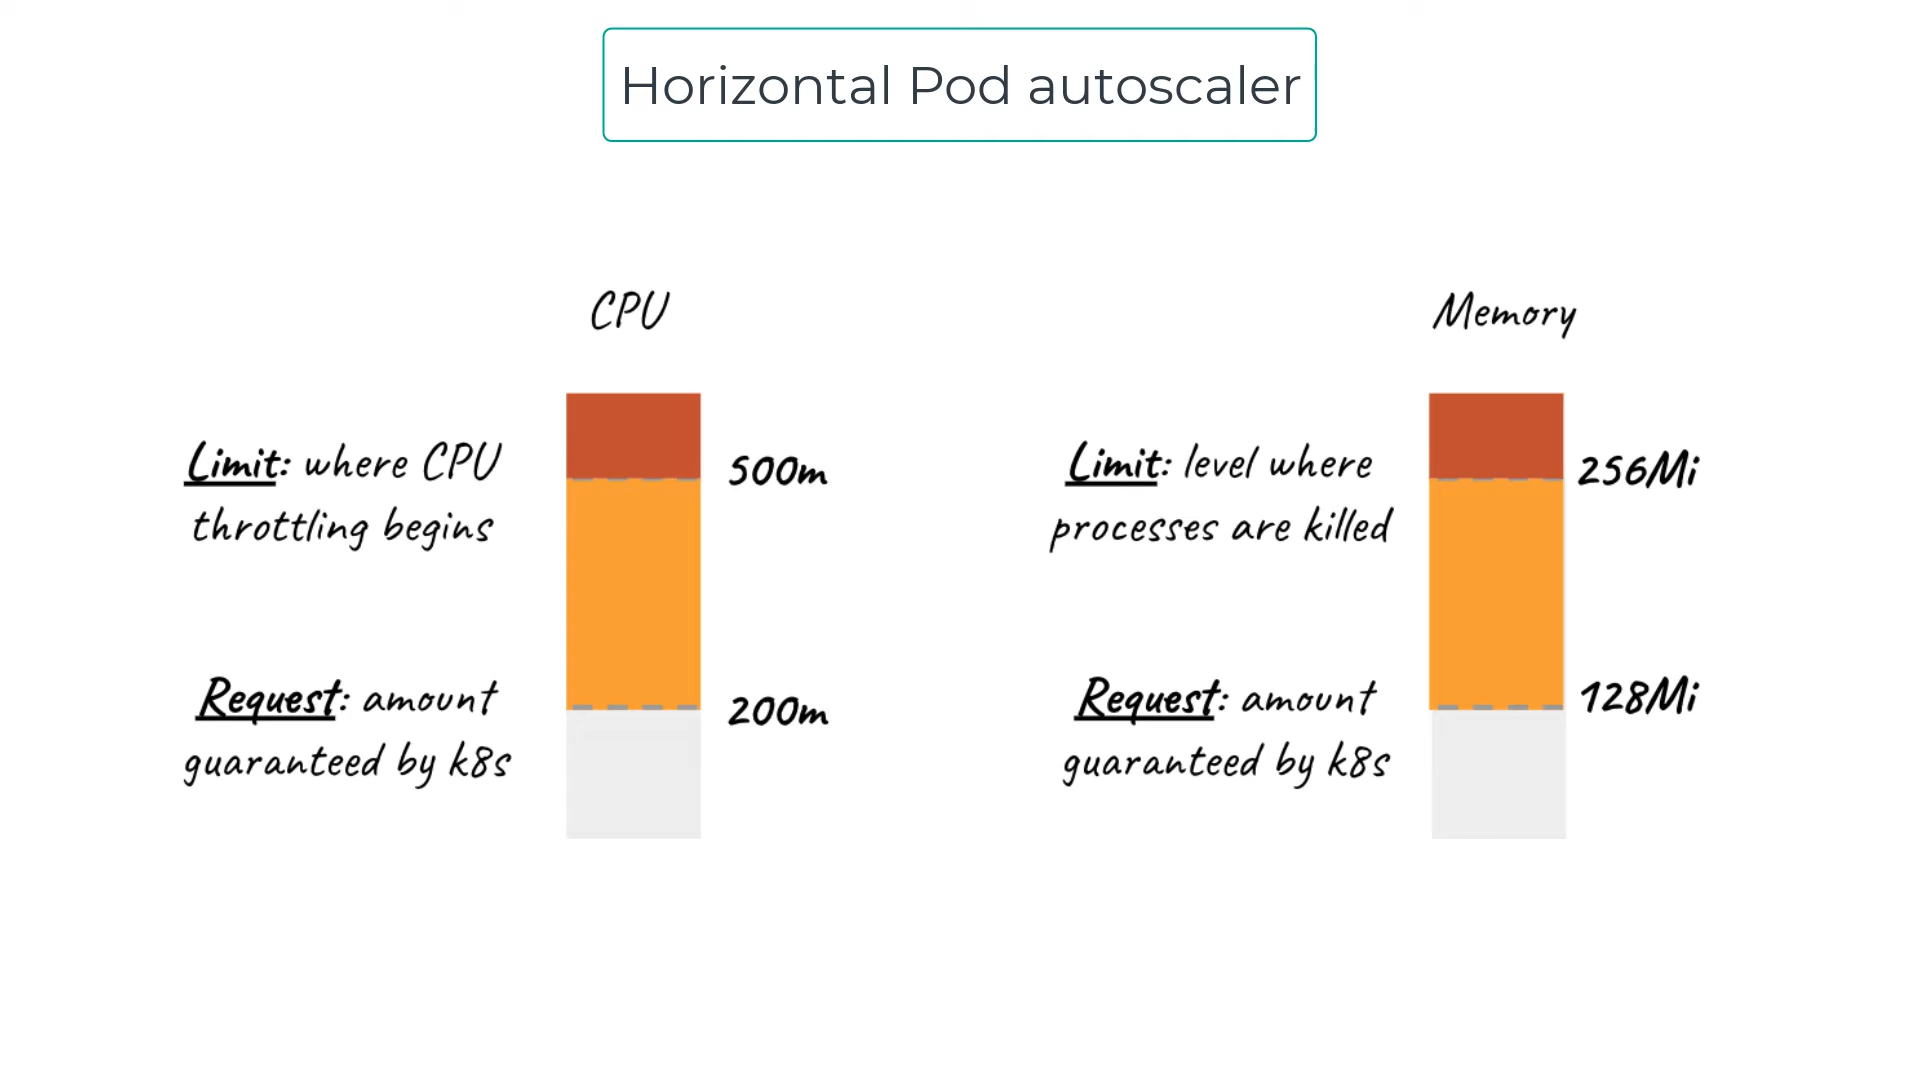 Horizontal Pod autoscaler
CPU
Limit: where CPU
throttling begins
500m
Request: amount
guaranteed by k8s
200m
Memory
Limit: level where
processes are killed
256Mi
Request: amount
guaranteed by k8s
128Mi